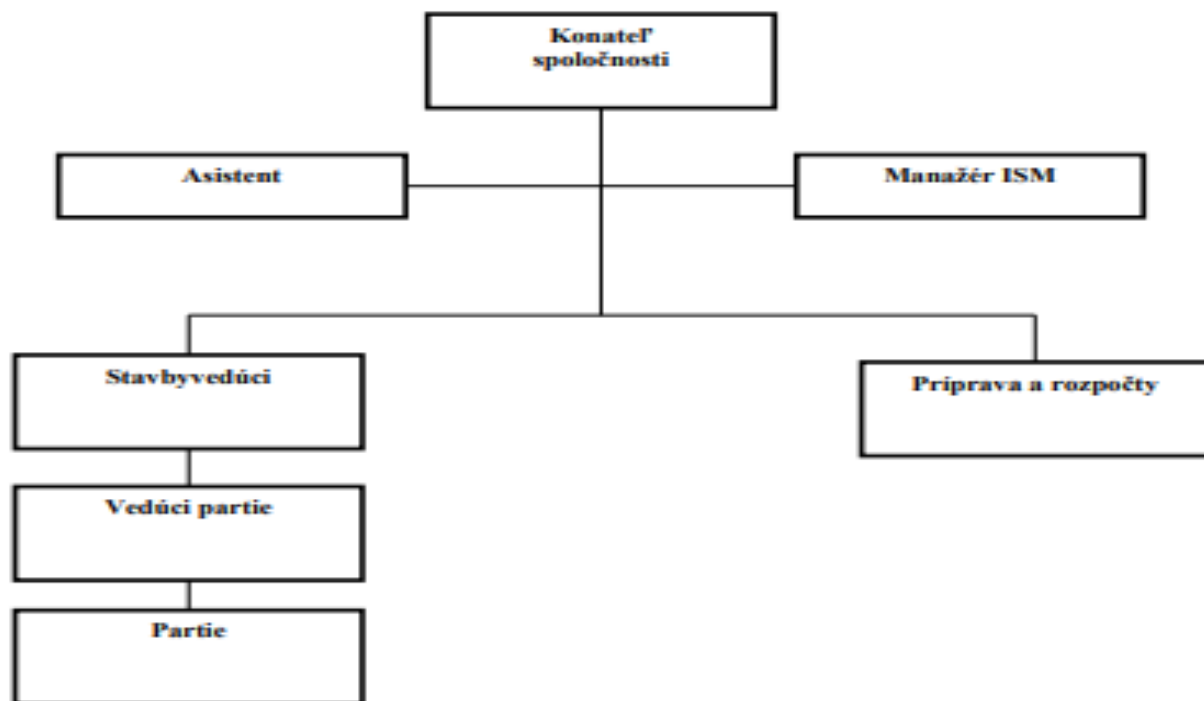 Konateľ
spoločnosti
Asistent
Manažér ISM
Stavbyvedúci
Príprava a rozpočty
Vedúci partie
Partie